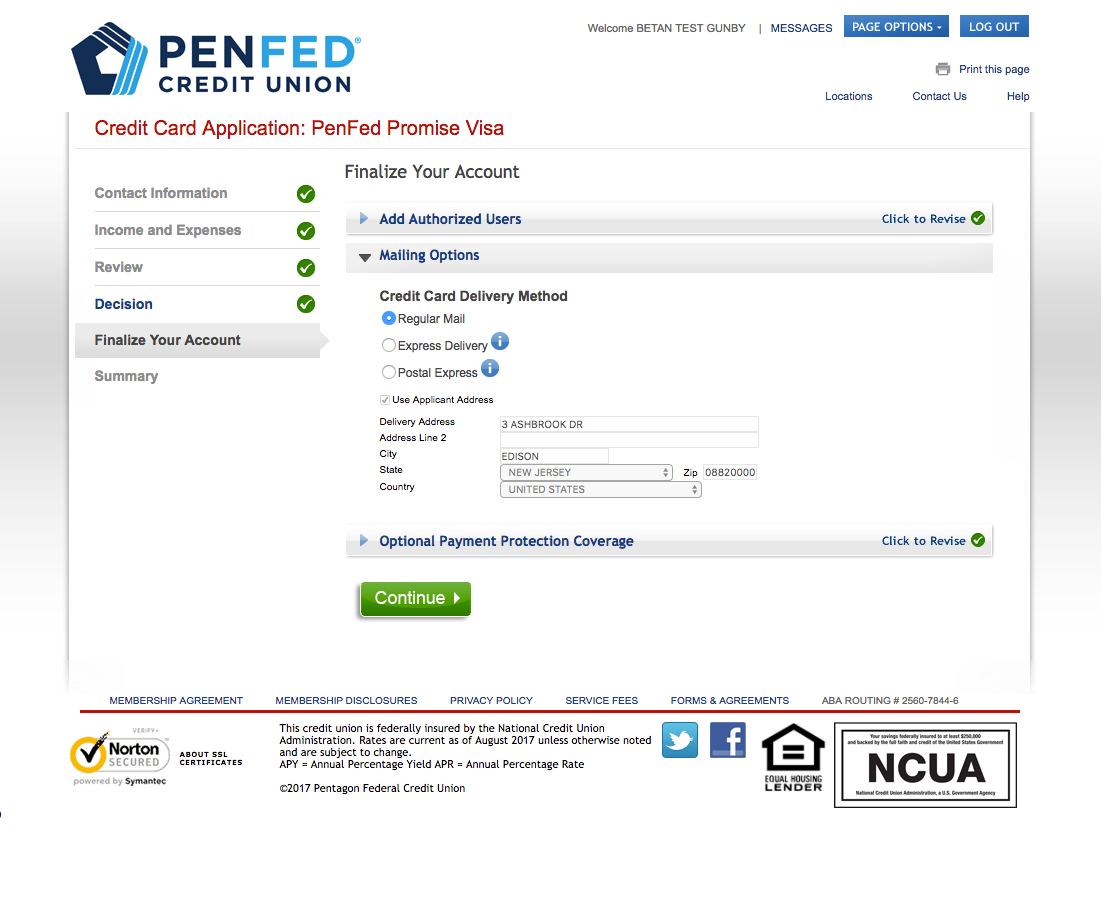 PENFED®
CREDIT UNION
Welcome BETAN TEST GUNBY | MESSAGES PAGE OPTIONS LOG OUT
Print this page
Locations Contact Us Help
Credit Card Application: PenFed Promise Visa
Contact Information
Income and Expenses
Review
Decision
Finalize Your Account
Summary
Finalize Your Account
Add Authorized Users Click to Revise
Mailing Options
Credit Card Delivery Method
Regular Mail
Express Delivery i
Postal Express i
Use Applicant Address
Delivery Address 3 ASHBROOK DR
Address Line 2
City EDISON
State NEW JERSEY Zip 08820000
Country UNITED STATES
Optional Payment Protection Coverage Click to Revise
Continue
MEMBERSHIP AGREEMENT MEMBERSHIP DISCLOSURES PRIVACY POLICY SERVICE FEES FORMS & AGREEMENTS ABA ROUTING # 2560-7844-6
VERIFY
Norton
SECURED
powered by Symantec
ABOUT SSL
CERTIFICATES
This credit union is federally insured by the National Credit Union
Administration. Rates are current as of August 2017 unless otherwise noted
and are subject to change.
APY = Annual Percentage Yield APR = Annual Percentage Rate
©2017 Pentagon Federal Credit Union
f
EQUAL HOUSING
LENDER
Your savings federally insured to at least $250,000
and backed by the full faith and credit of the United States Government
NCUA
National Credit Union Administration, a U.S. Government Agency